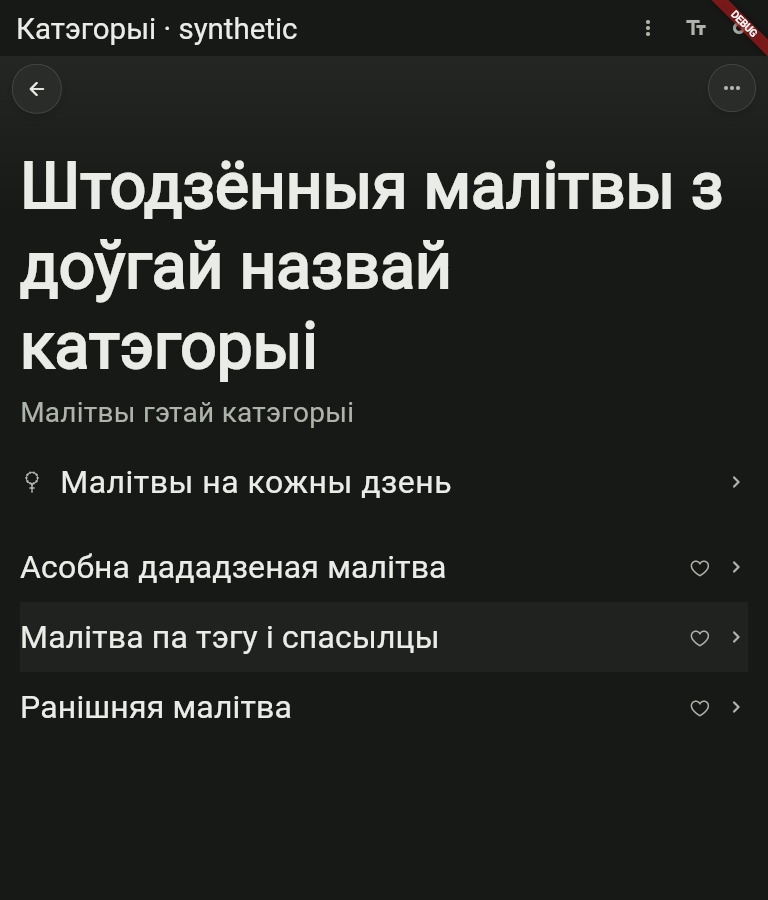 Катэгорыі · synthetic
Tт
DEBUG
Штодзённыя малітвы з
доўгай назвай
катэгорыі
Малітвы гэтай катэгорыі
Малітвы на кожны дзень
Асобна дададзеная малітва
Малітва па тэгу і спасылцы
Ранішняя малітва